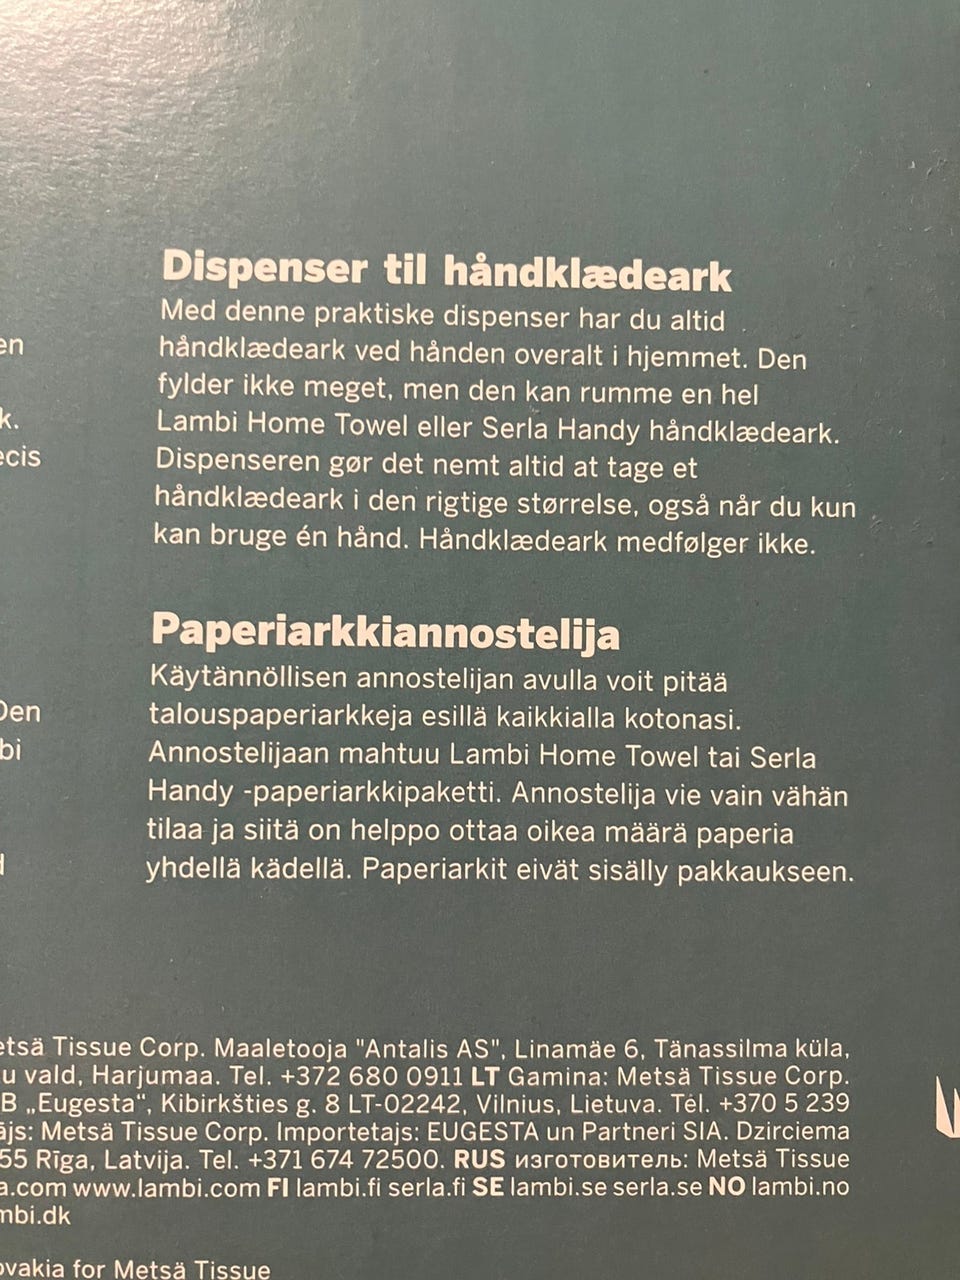 Dispenser til håndklædeark
Med denne praktiske dispenser har du altid
håndklædeark ved hånden overalt i hjemmet. Den
fylder ikke meget, men den kan rumme en hel
Lambi Home Towel eller Serla Handy håndklædeark.
Dispenseren gør det nemt altid at tage et
håndklædeark i den rigtige størrelse, også når du kun
kan bruge én hånd. Håndklædeark medfølger ikke.
Paperiarkkiannostelija
Käytännöllisen annostelijan avulla voit pitää
talouspaperiarkkeja esillä kaikkialla kotonasi.
Annostelijaan mahtuu Lambi Home Towel tai Serla
Handy -paperiarkkipaketti. Annostelija vie vain vähän
tilaa ja siitä on helppo ottaa oikea määrä paperia
yhdellä kädellä. Paperiarkit eivät sisälly pakkaukseen.
en
k.
ecis
Den
bi
etsä Tissue Corp. Maaletooja "Antalis AS", Linamäe 6, Tänassilma küla,
u vald, Harjumaa. Tel. +372 680 0911 LT Gamina: Metsä Tissue Corp.
B „Eugesta“, Kibirkšties g. 8 LT-02242, Vilnius, Lietuva. Tel. +370 5 239
ājs: Metsä Tissue Corp. Importetajs: EUGESTA un Partneri SIA. Dzirciema
55 Rīga, Latvija. Tel. +371 674 72500. RUS изготовитель: Metsä Tissue
a.com www.lambi.com FI lambi.fi serla.fi SE lambi.se serla.se NO lambi.no
mbi.dk
ovakia for Metsä Tissue